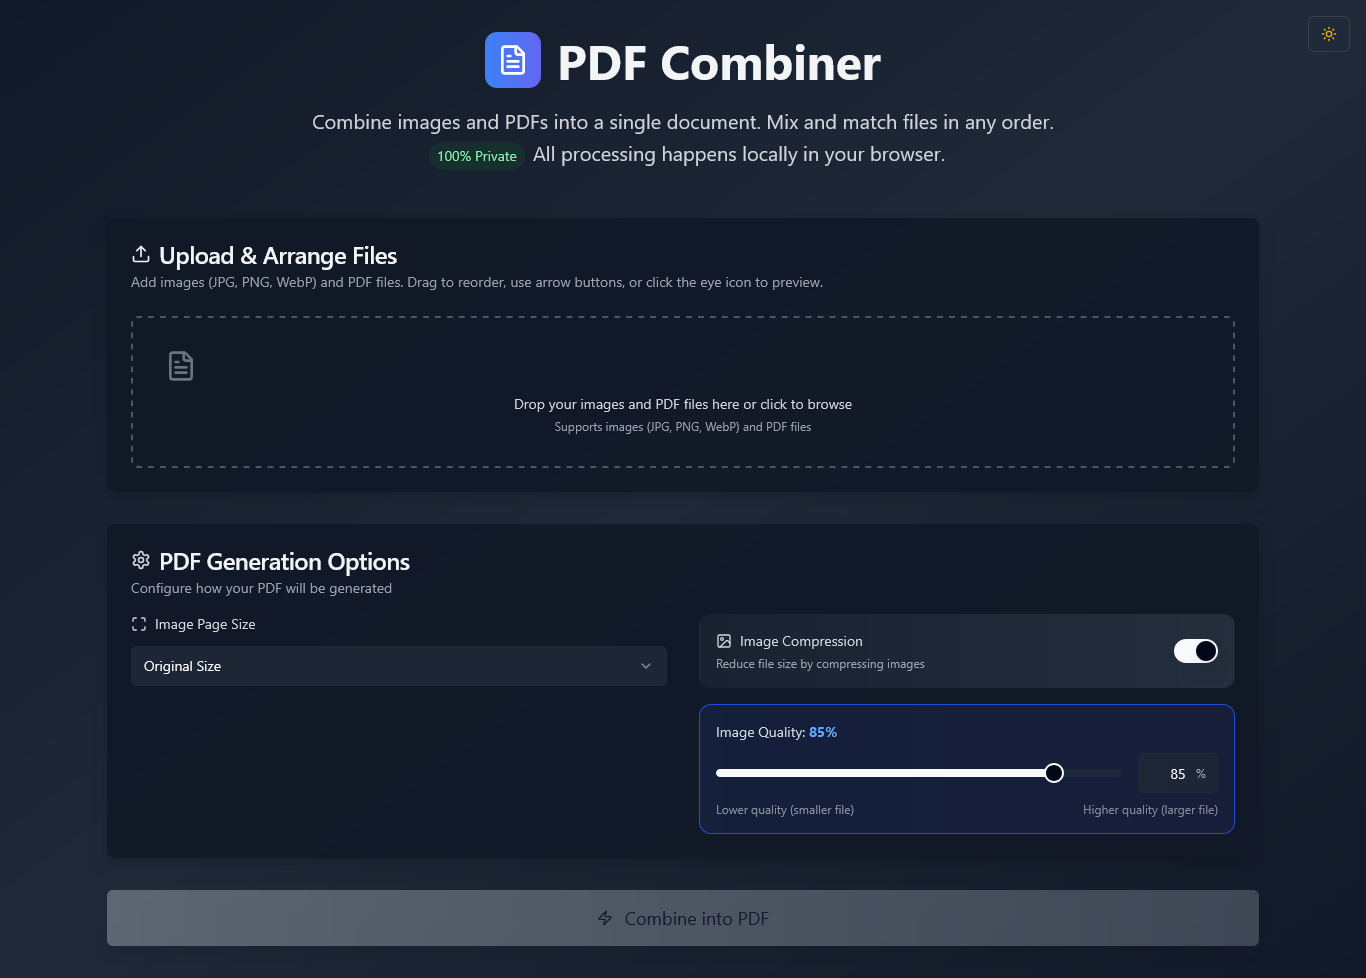 PDF Combiner
Combine images and PDFs into a single document. Mix and match files in any order.
100% Private All processing happens locally in your browser.
Upload & Arrange Files
Add images (JPG, PNG, WebP) and PDF files. Drag to reorder, use arrow buttons, or click the eye icon to preview.
Drop your images and PDF files here or click to browse
Supports images (JPG, PNG, WebP) and PDF files
PDF Generation Options
Configure how your PDF will be generated
Image Page Size
Original Size
Image Compression
Reduce file size by compressing images
Image Quality: 85%
85 %
Lower quality (smaller file)
Higher quality (larger file)
Combine into PDF